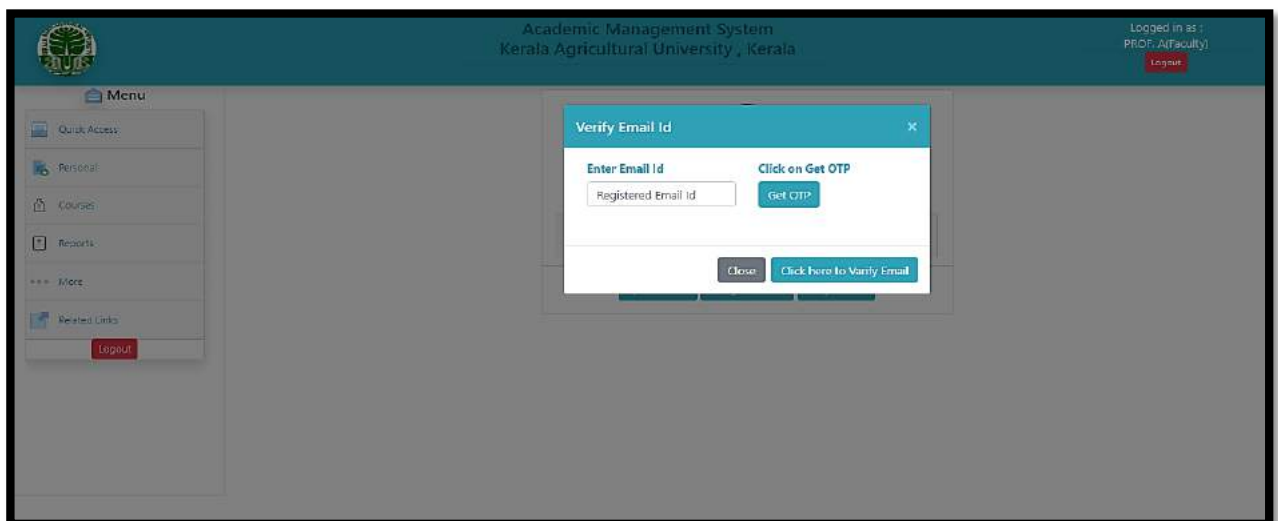 Academic Management System
Kerala Agricultural University , Kerala
Logged in as :
PROF. A(Faculty)
Logout
Menu
Quick Access
Personal
Courses
Reports
More
Related Links
Logout
Verify Email Id
×
Enter Email Id
Click on Get OTP
Registered Email Id
Get OTP
Close
Click here to Varify Email